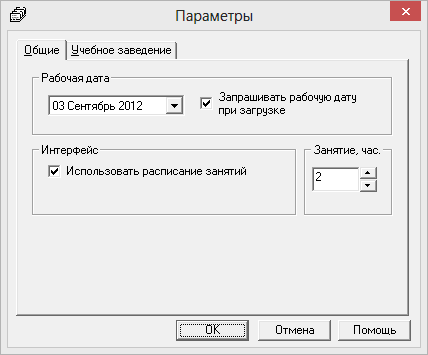 Параметры
Общие
Учебное заведение
Рабочая дата
03 Сентябрь 2012
Запрашивать рабочую дату
при загрузке
Интерфейс
Использовать расписание занятий
Занятие, час.
2
OK
Отмена
Помощь